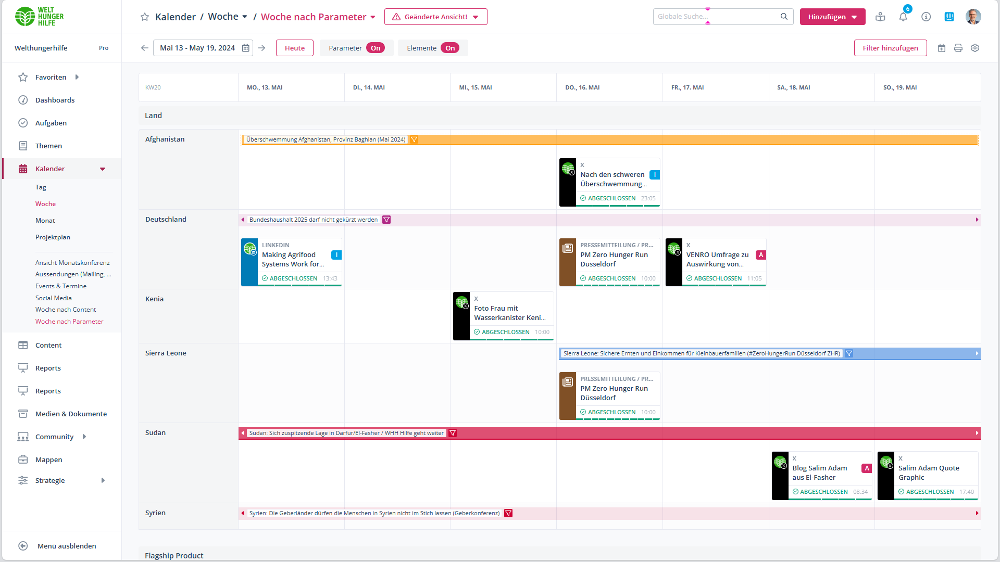 WELT
HUNGER
HILFE
Kalender / Woche / Woche nach Parameter
Geänderte Ansicht!
Globale Suche...
Hinzufügen
6
Welthungerhilfe
Pro
Mai 13 - May 19, 2024
Heute
Parameter On
Elemente On
Filter hinzufügen
Favoriten
Dashboards
Aufgaben
Themen
Kalender
Tag
Woche
Monat
Projektplan
Ansicht Monatskonferenz
Aussendungen (Mailing, ...
Events & Termine
Social Media
Woche nach Content
Woche nach Parameter
Content
Reports
Reports
Medien & Dokumente
Community
Mappen
Strategie
Menü ausblenden
KW20
MO., 13. MAI
DI., 14. MAI
MI., 15. MAI
DO., 16. MAI
FR., 17. MAI
SA., 18. MAI
SO., 19. MAI
Land
Afghanistan
Überschwemmung Afghanistan, Provinz Baghlan (Mai 2024)
X
Nach den schweren
Überschwemmung...
I
ABGESCHLOSSEN 23:05
Deutschland
Bundeshaushalt 2025 darf nicht gekürzt werden
LINKEDIN
Making Agrifood
Systems Work for...
I
ABGESCHLOSSEN 13:43
PRESSEMITTEILUNG / PR...
PM Zero Hunger Run
Düsseldorf
ABGESCHLOSSEN 10:00
X
VENRO Umfrage zu
Auswirkung von...
A
ABGESCHLOSSEN 11:05
Kenia
X
Foto Frau mit
Wasserkanister Keni...
ABGESCHLOSSEN 10:00
Sierra Leone
Sierra Leone: Sichere Ernten und Einkommen für Kleinbauerfamilien (#ZeroHungerRun Düsseldorf ZHR)
PRESSEMITTEILUNG / PR...
PM Zero Hunger Run
Düsseldorf
ABGESCHLOSSEN 10:00
Sudan
Sudan: Sich zuspitzende Lage in Darfur/El-Fasher / WHH Hilfe geht weiter
X
Blog Salim Adam
aus El-Fasher
A
ABGESCHLOSSEN 08:34
X
Salim Adam Quote
Graphic
ABGESCHLOSSEN 17:40
Syrien
Syrien: Die Geberländer dürfen die Menschen in Syrien nicht im Stich lassen (Geberkonferenz)
Flagship Product